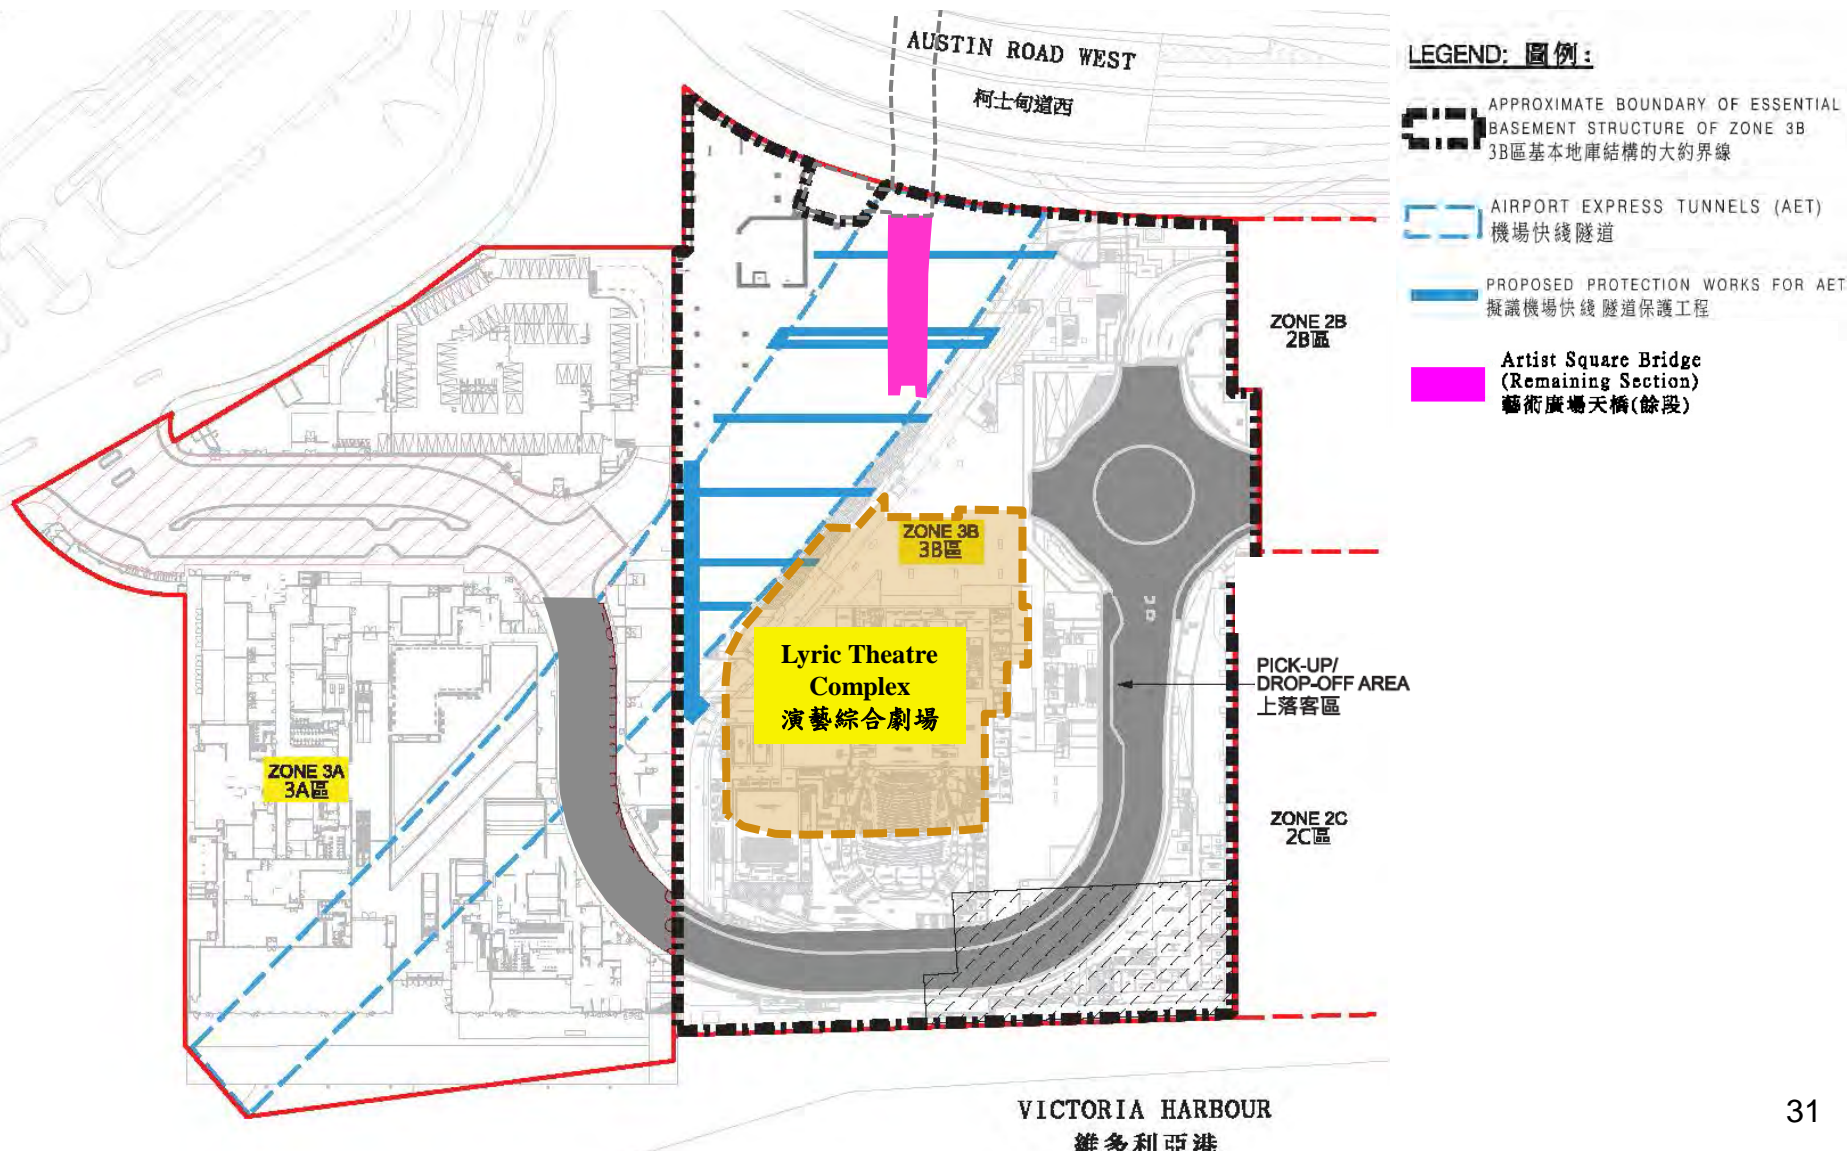 AUSTIN ROAD WEST
柯士甸道西
LEGEND: 圖例:
APPROXIMATE BOUNDARY OF ESSENTIAL
BASEMENT STRUCTURE OF ZONE 3B
3B區基本地庫結構的大約界線
AIRPORT EXPRESS TUNNELS (AET)
機場快綫隧道
PROPOSED PROTECTION WORKS FOR AET
擬議機場快綫 隧道保護工程
Artist Square Bridge
(Remaining Section)
藝術廣場天橋(餘段)
ZONE 2B
2B區
ZONE 3B
3B區
Lyric Theatre
Complex
演藝綜合劇場
PICK-UP/
DROP-OFF AREA
上落客區
ZONE 3A
3A區
ZONE 2C
2C區
VICTORIA HARBOUR
維多利亞港
31